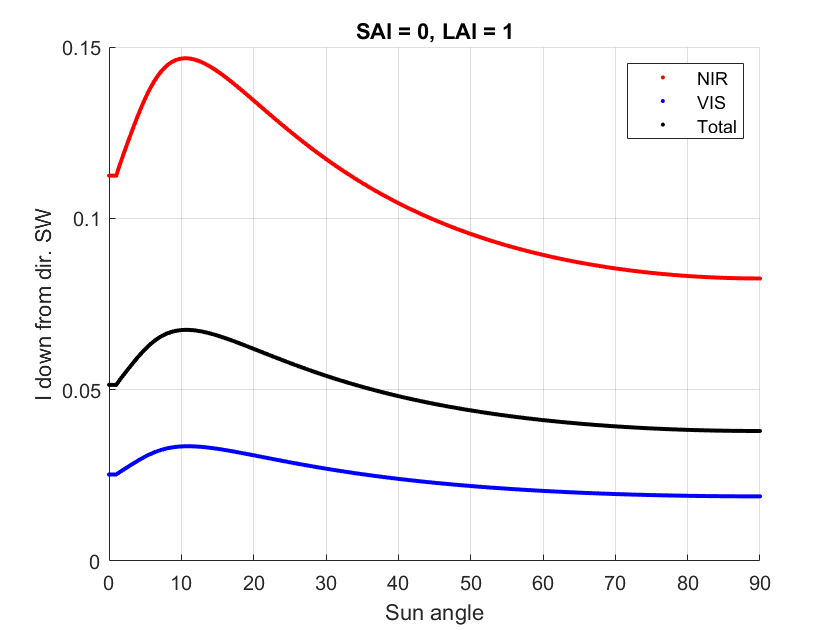 SAI = 0, LAI = 1
0.15
0.1
0.05
0
I down from dir. SW
NIR
VIS
Total
0 10 20 30 40 50 60 70 80 90
Sun angle